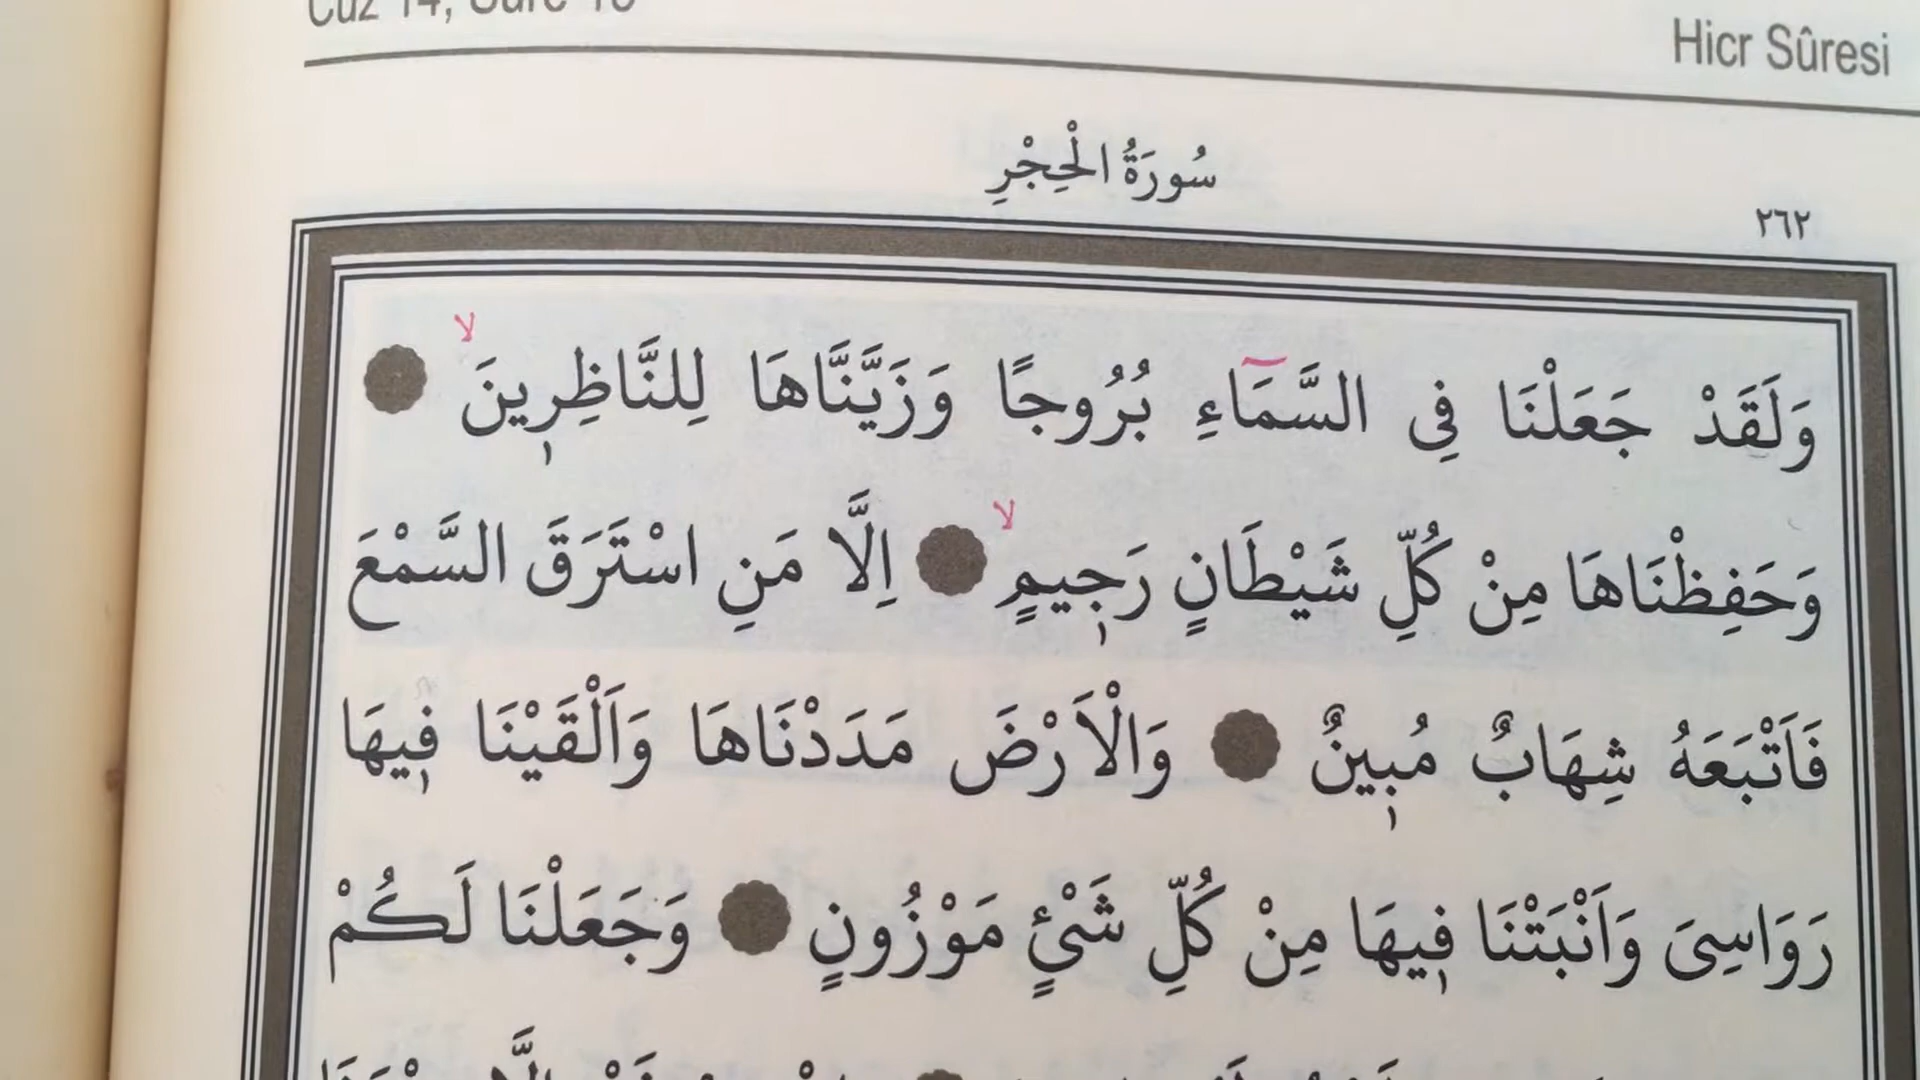 Cüz 14, Sûre 15
Hicr Sûresi
سُورَةُ الْحِجْرِ
٢٦٢
وَلَقَدْ جَعَلْنَا فِى السَّمَٓاءِ بُرُوجًا وَزَيَّنَّاهَا لِلنَّاظِر۪ينَۙ
وَحَفِظْنَاهَا مِنْ كُلِّ شَيْطَانٍ رَج۪يمٍۙ اِلَّا مَنِ اسْتَرَقَ السَّمْعَ
فَاَتْبَعَهُ شِهَابٌ مُب۪ينٌ وَالْاَرْضَ مَدَدْنَاهَا وَاَلْقَيْنَا ف۪يهَا
رَوَاسِىَ وَاَنْبَتْنَا ف۪يهَا مِنْ كُلِّ شَىْءٍ مَوْزُونٍ وَجَعَلْنَا لَكُمْ